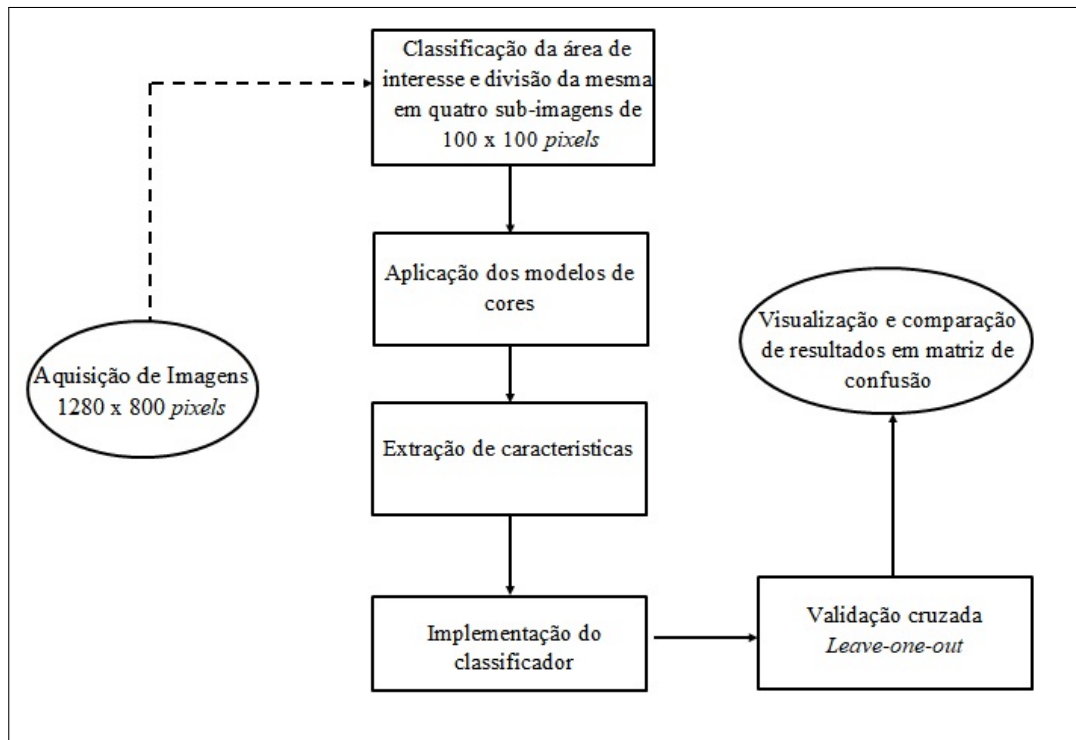 Classificação da área de
interesse e divisão da mesma
em quatro sub-imagens de
100 x 100 pixels
Aplicação dos modelos de
cores
Visualização e comparação
de resultados em matriz de
confusão
Aquisição de Imagens
1280 x 800 pixels
Extração de características
Implementação do
classificador
Validação cruzada
Leave-one-out